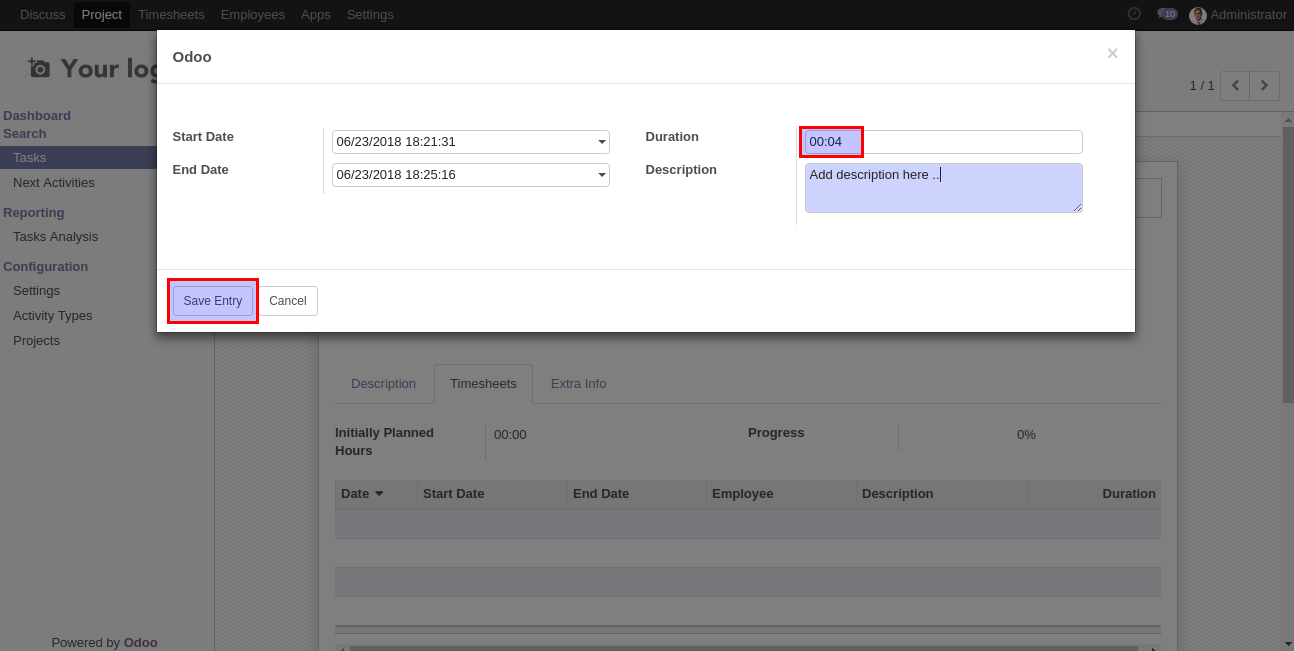 Discuss Project Timesheets Employees Apps Settings 10 Administrator
Odoo ×
Your log
1 / 1
Start Date 06/23/2018 18:21:31 Duration 00:04
End Date 06/23/2018 18:25:16 Description Add description here ..
Dashboard
Search
Tasks
Next Activities
Reporting
Tasks Analysis
Configuration
Settings
Activity Types
Projects
Save Entry Cancel
Description Timesheets Extra Info
Initially Planned Hours 00:00 Progress 0%
Date Start Date End Date Employee Description Duration
Powered by Odoo